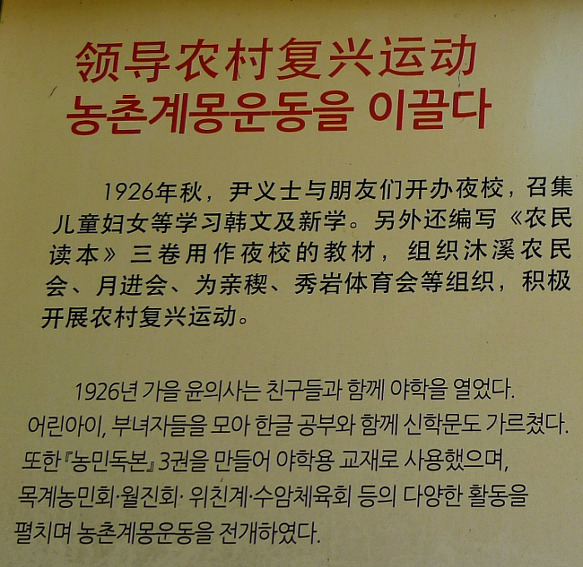 领导农村复兴运动
농촌계몽운동을 이끌다
1926年秋，尹义士与朋友们开办夜校，召集
儿童妇女等学习韩文及新学。另外还编写《农民
读本》三卷用作夜校的教材，组织沐溪农民
会、月进会、为亲稧、秀岩体育会等组织，积极
开展农村复兴运动。
1926년 가을 윤의사는 친구들과 함께 야학을 열었다.
어린아이, 부녀자들을 모아 한글 공부와 함께 신학문도 가르쳤다.
또한 『농민독본』 3권을 만들어 야학용 교재로 사용했으며,
목계농민회·월진회· 위친계·수암체육회 등의 다양한 활동을
펼치며 농촌계몽운동을 전개하였다.